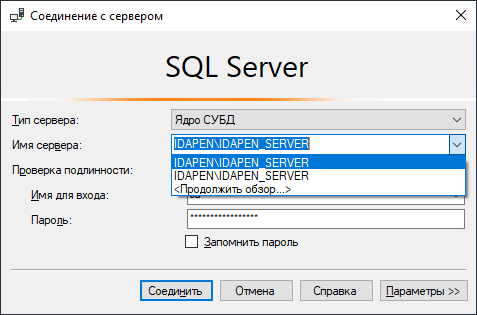 Соединение с сервером
SQL Server
Тип сервера:
Ядро СУБД
Имя сервера:
IDAPEN\IDAPEN_SERVER
IDAPEN\IDAPEN_SERVER
IDAPEN\IDAPEN_SERVER
<Продолжить обзор...>
Проверка подлинности:
Имя для входа:
Пароль:
*****************
Запомнить пароль
Соединить
Отмена
Справка
Параметры >>